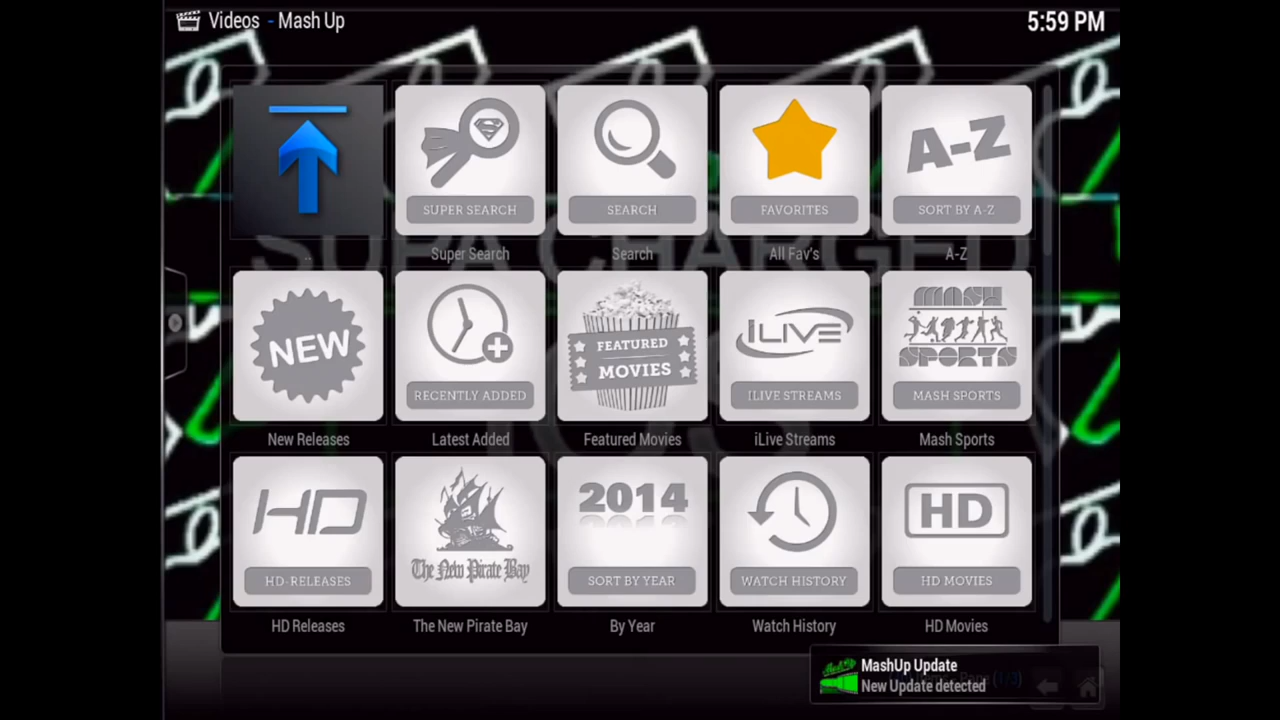 Videos - Mash Up
5:59 PM
SUPER SEARCH
SEARCH
FAVORITES
A-Z
SORT BY A-Z
SUPA CHARGED
..
Super Search
Search
All Fav's
A-Z
NEW
RECENTLY ADDED
FEATURED
MOVIES
iLIVE
ILIVE STREAMS
MASH
SPORTS
MASH SPORTS
New Releases
Latest Added
Featured Movies
iLive Streams
Mash Sports
HD
HD-RELEASES
The New Pirate Bay
2014
SORT BY YEAR
WATCH HISTORY
HD
HD MOVIES
HD Releases
The New Pirate Bay
By Year
Watch History
HD Movies
MashUp Update
New Update detected